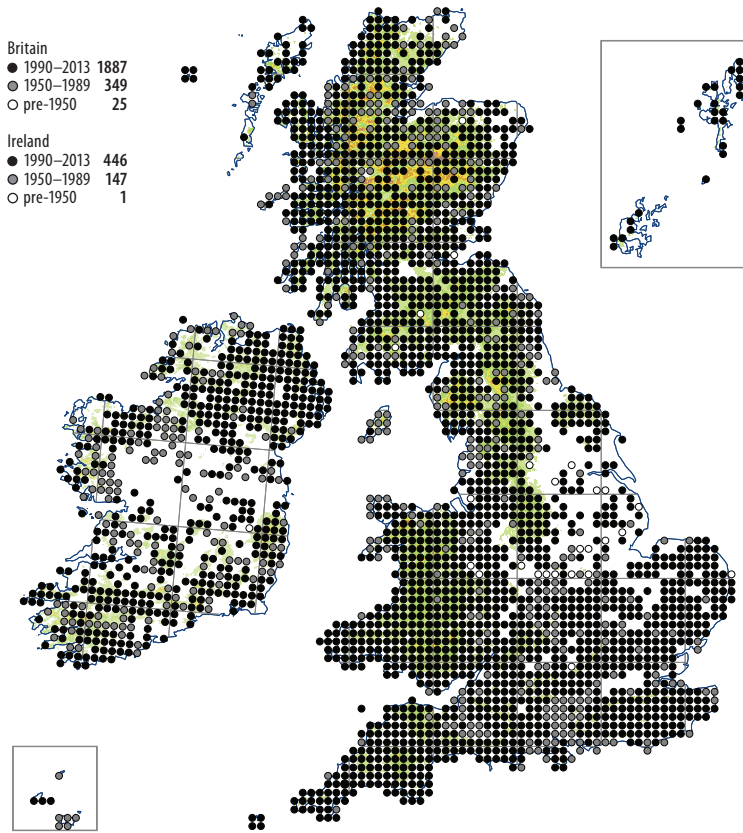 Britain
● 1990–2013 1887
● 1950–1989 349
○ pre-1950 25
Ireland
● 1990–2013 446
● 1950–1989 147
○ pre-1950 1